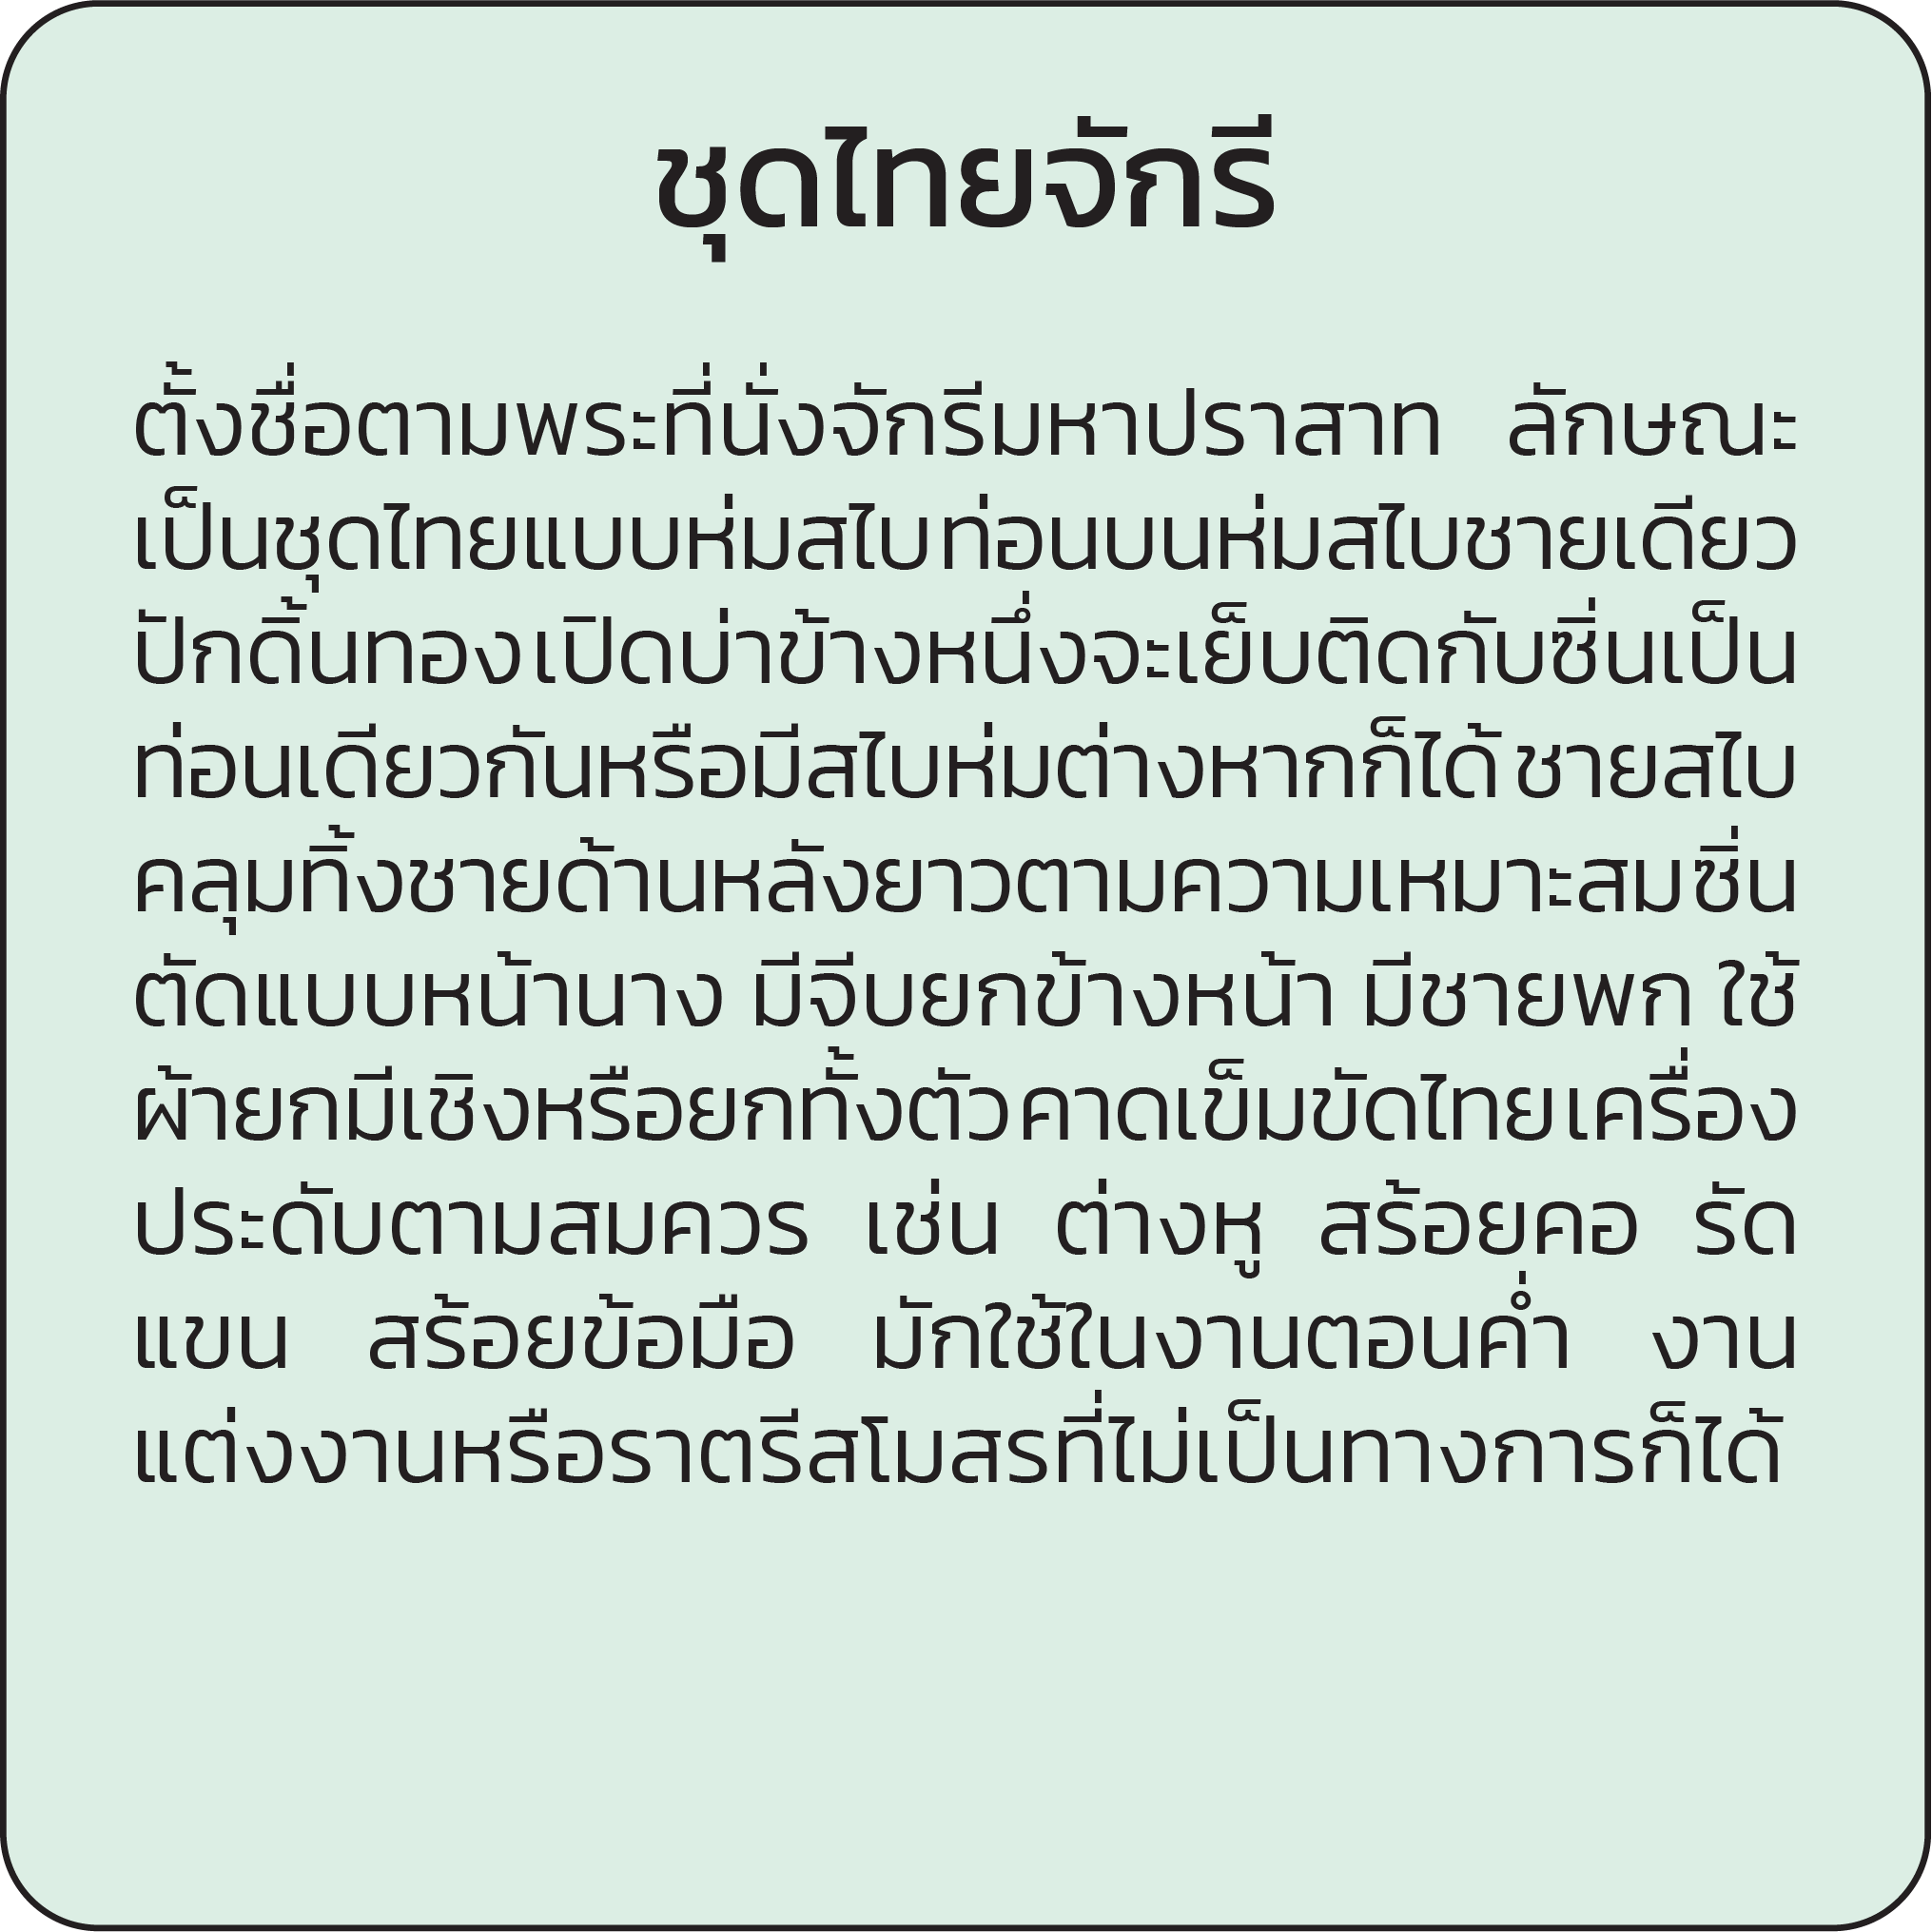 ชุดไทยจักรี
ตั้งชื่อตามพระที่นั่งจักรีมหาปราสาท ลักษณะ
เป็นชุดไทยแบบห่มสไบ ท่อนบนห่มสไบชายเดียว
ปักดิ้นทอง เปิดบ่าข้างหนึ่งจะเย็บติดกับซิ่นเป็น
ท่อนเดียวกันหรือมีสไบห่มต่างหากก็ได้ ชายสไบ
คลุมทิ้งชายด้านหลังยาวตามความเหมาะสม ซิ่น
ตัดแบบหน้านาง มีจีบยกข้างหน้า มีชายพก ใช้
ผ้ายกมีเชิงหรือยกทั้งตัว คาดเข็มขัดไทย เครื่อง
ประดับตามสมควร เช่น ต่างหู สร้อยคอ รัด
แขน สร้อยข้อมือ มักใช้ในงานตอนค่ำ งาน
แต่งงานหรือราตรีสโมสรที่ไม่เป็นทางการก็ได้